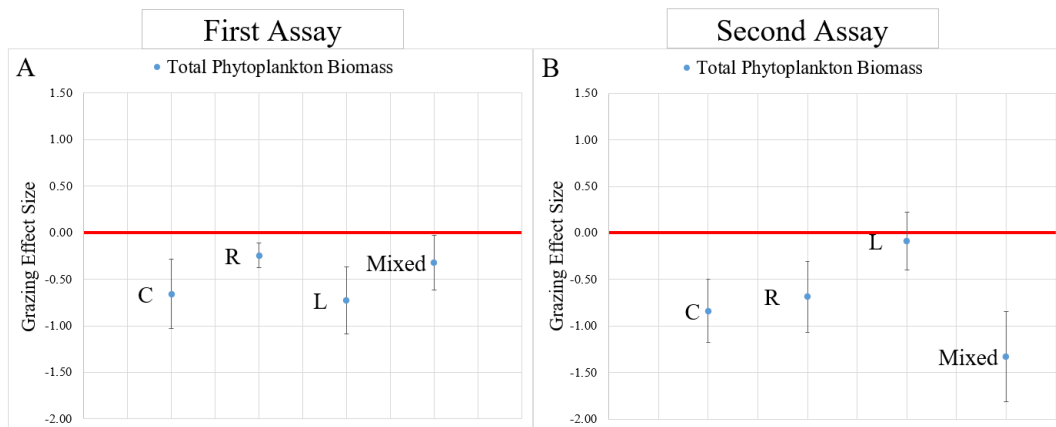 First Assay
Second Assay
A
Total Phytoplankton Biomass
Grazing Effect Size
1.50
1.00
0.50
0.00
-0.50
-1.00
-1.50
-2.00
C
R
L
Mixed
B
Total Phytoplankton Biomass
Grazing Effect Size
1.50
1.00
0.50
0.00
-0.50
-1.00
-1.50
-2.00
C
R
L
Mixed